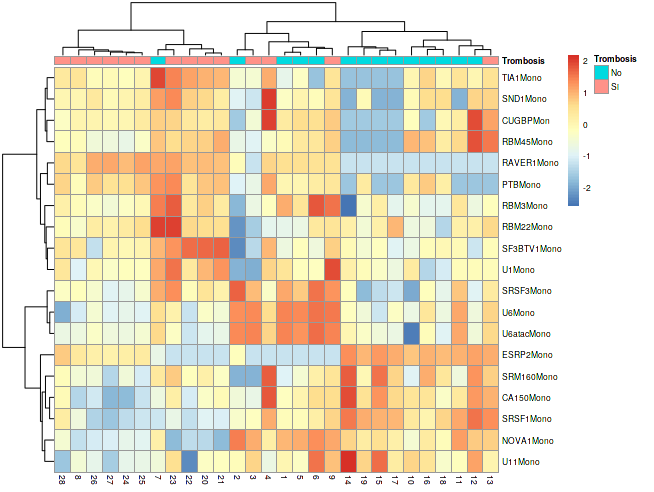 Trombosis
TIA1Mono
SND1Mono
CUGBPMon
RBM45Mono
RAVER1Mono
PTBMono
RBM3Mono
RBM22Mono
SF3BTV1Mono
U1Mono
SRSF3Mono
U6Mono
U6atacMono
ESRP2Mono
SRM160Mono
CA150Mono
SRSF1Mono
NOVA1Mono
U11Mono
28 8 26 27 24 25 7 23 22 20 21 2 3 4 1 5 6 9 14 19 15 17 10 16 18 11 12 13
2
1
0
-1
-2
Trombosis
No
SI